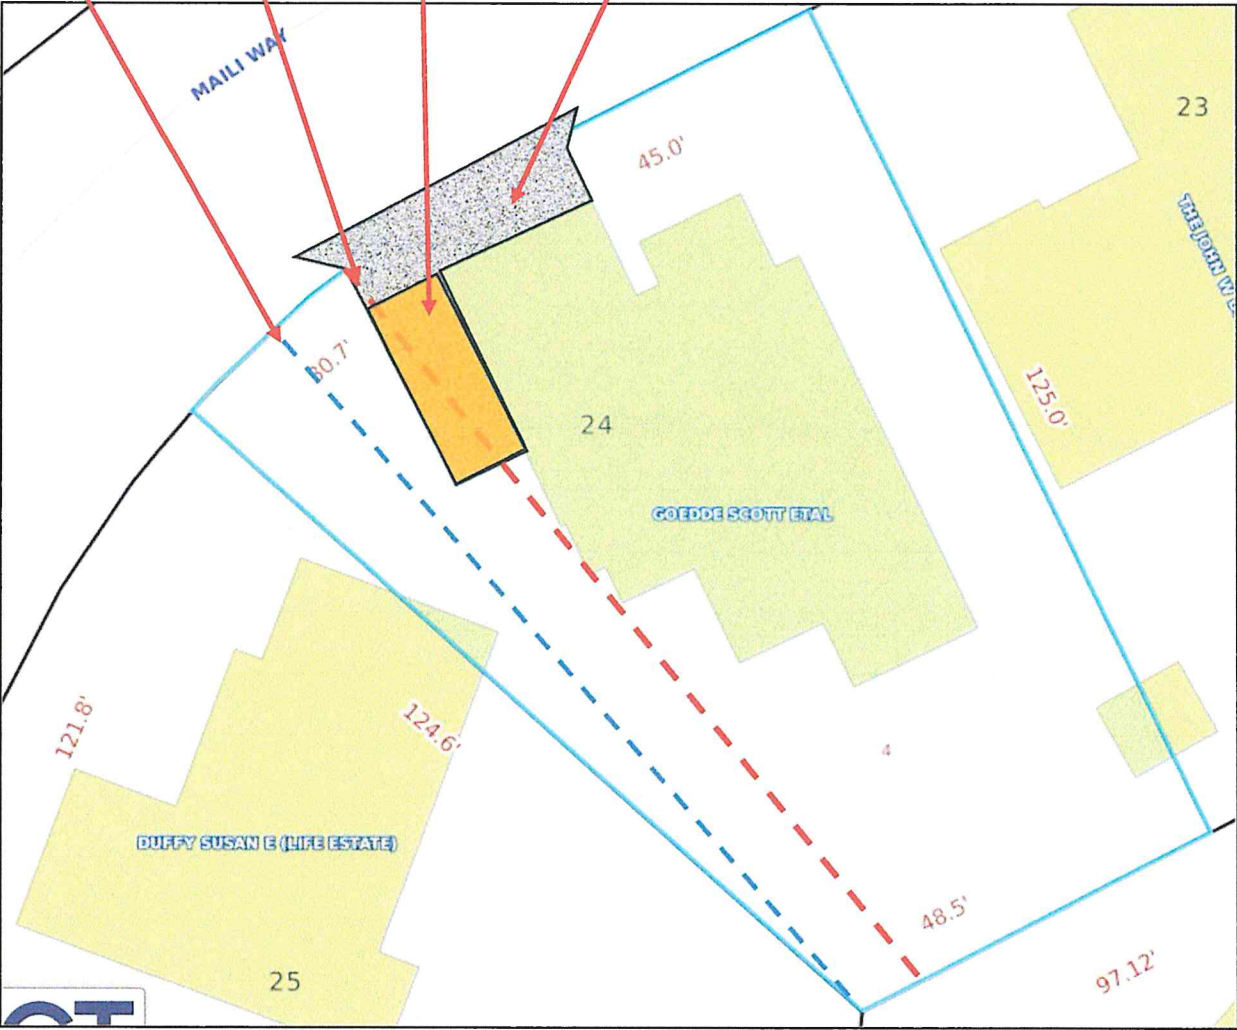 MAILI WAY
23
45.0'
THE JOHN W
30.7'
125.0'
24
GOEDDE SCOTT ETAL
121.8'
124.6'
4
DUFFY SUSAN E (LIFE ESTATE)
48.5'
97.12'
25
CT